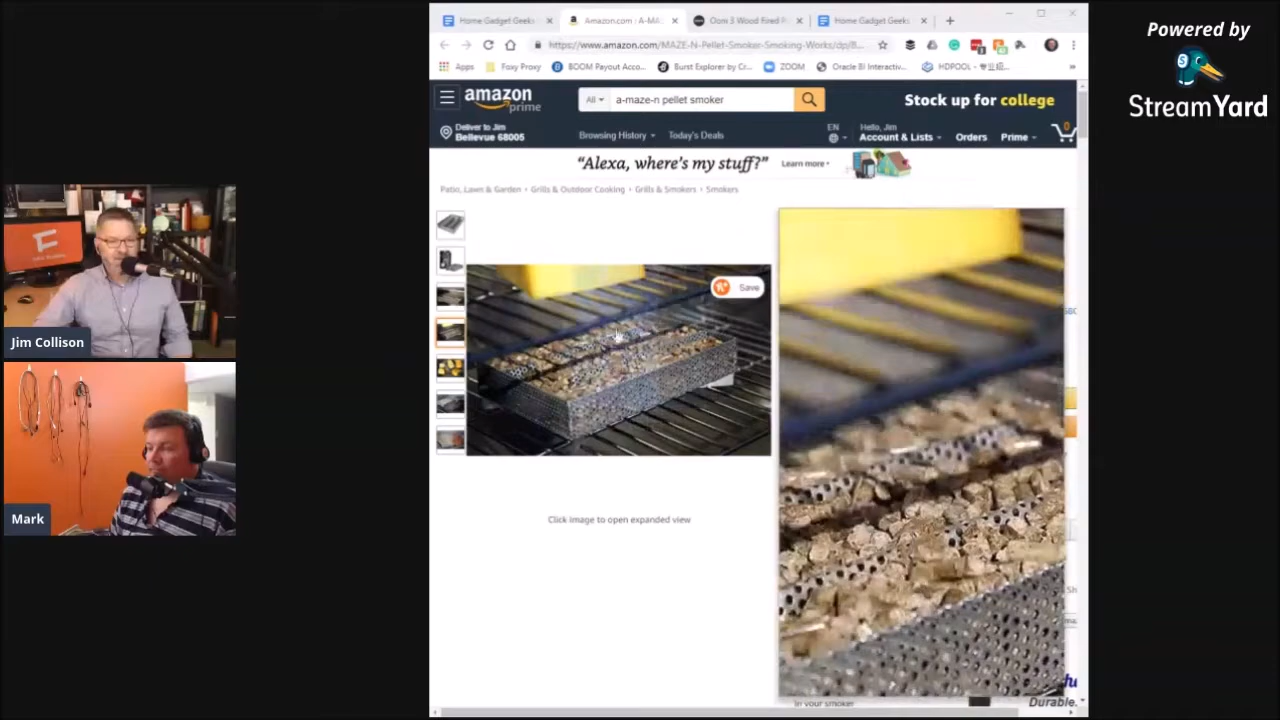 Powered by
StreamYard
Home Gadget Geeks
Amazon.com : A-MA
Ooni 3 Wood Fired P
Home Gadget Geeks
https://www.amazon.com/MAZE-N-Pellet-Smoker-Smoking-Works/dp/B...
Apps
Foxy Proxy
BOOM Payout Acco...
Burst Explorer by Cr...
ZOOM
Oracle BI Interactiv...
amazon
prime
All
a-maze-n pellet smoker
Stock up for college
Deliver to Jim
Bellevue 68005
Browsing History
Today's Deals
EN
Hello, Jim
Account & Lists
Orders
Prime
0
“Alexa, where’s my stuff?”
Learn more
Patio, Lawn & Garden › Grills & Outdoor Cooking › Grills & Smokers › Smokers
Save
Click image to open expanded view
in your smoker
Durable.
Jim Collison
Mark